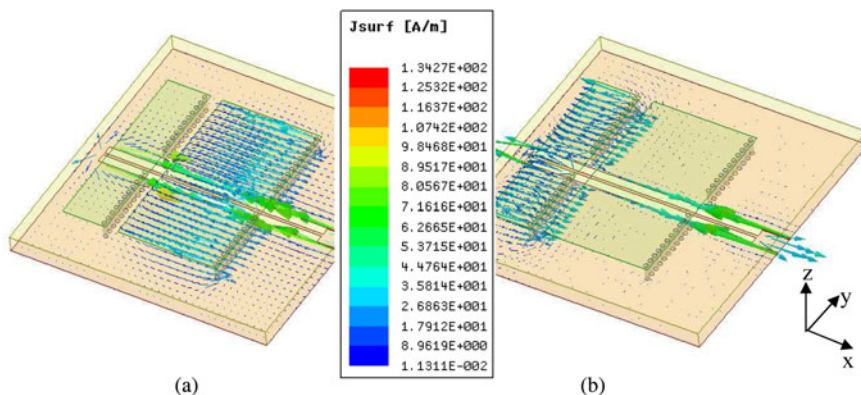 Jsurf [A/m]
1.3427E+002
1.2532E+002
1.1637E+002
1.0742E+002
9.8468E+001
8.9517E+001
8.0567E+001
7.1616E+001
6.2665E+001
5.3715E+001
4.4764E+001
3.5814E+001
2.6863E+001
1.7912E+001
8.9619E+000
1.1311E-002
z
y
x
(a)
(b)